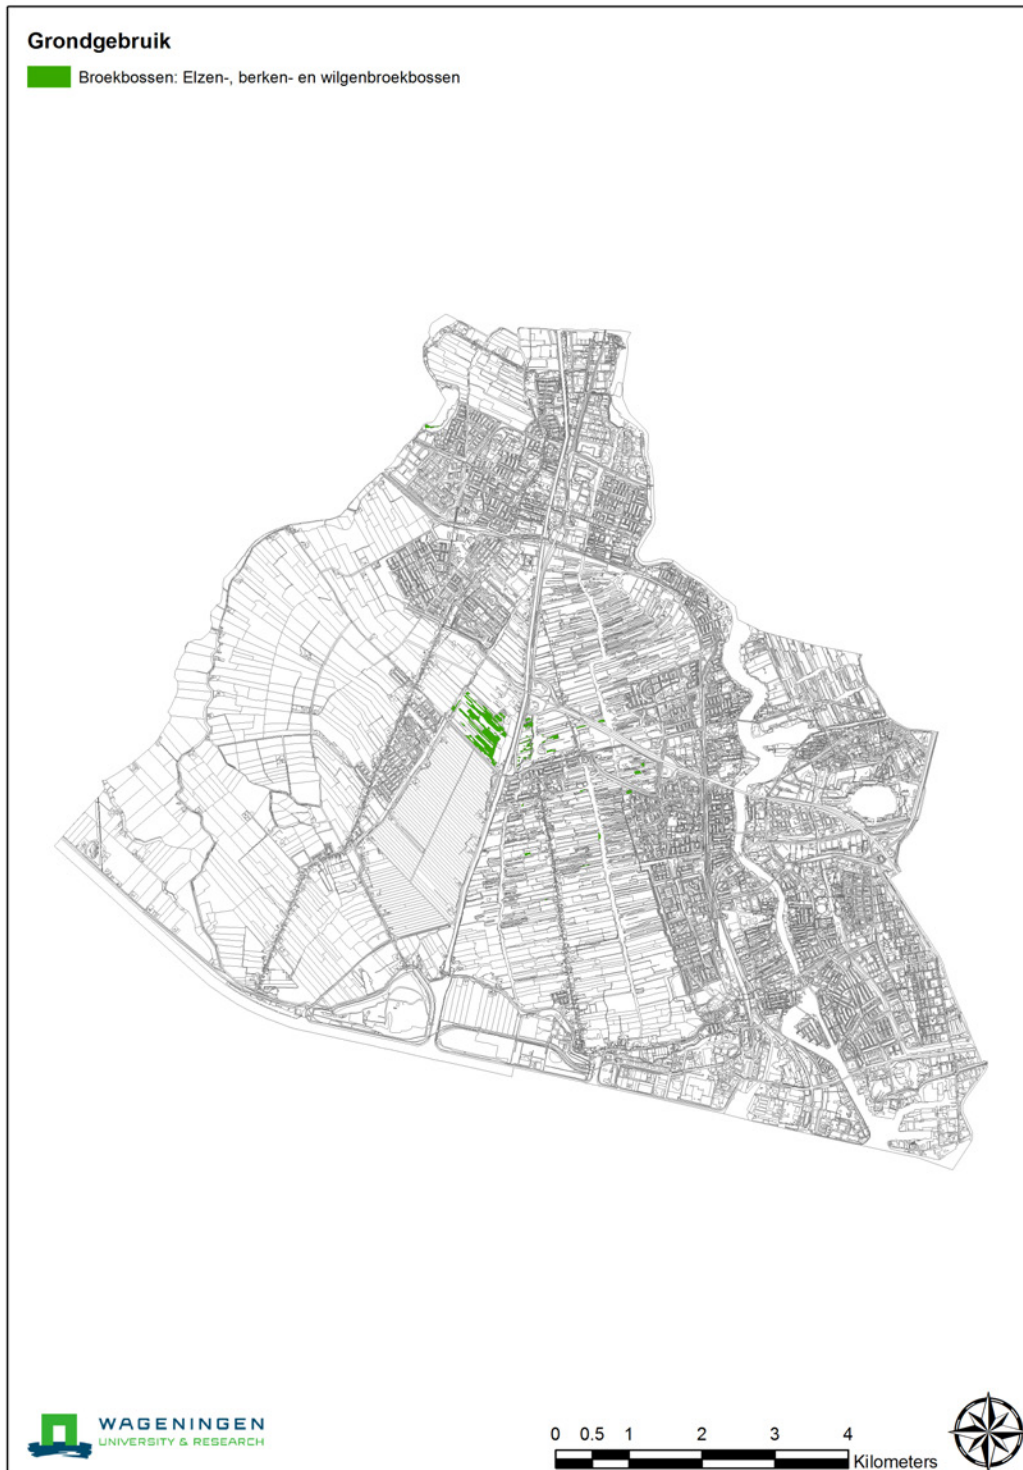 Grondgebruik
Broekbossen: Elzen-, berken- en wilgenbroekbossen
WAGENINGEN
UNIVERSITY & RESEARCH
0 0.5 1 2 3 4
Kilometers